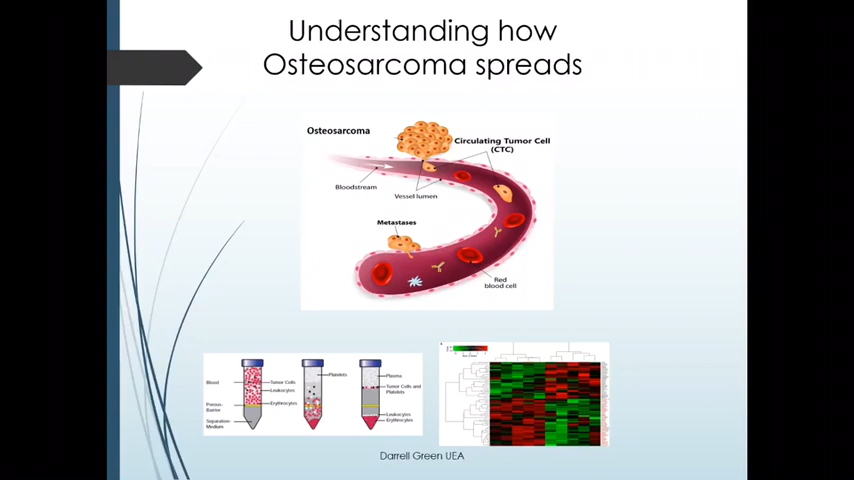 Understanding how
Osteosarcoma spreads
Osteosarcoma
Circulating Tumor Cell
(CTC)
Bloodstream
Vessel lumen
Metastases
Red
blood cell
Blood
Tumor Cells
Leukocytes
Porous
Barrier
Erythrocytes
Separation
Medium
Platelets
Plasma
Tumor Cells and
Platelets
Leukocytes
Erythrocytes
Darrell Green UEA